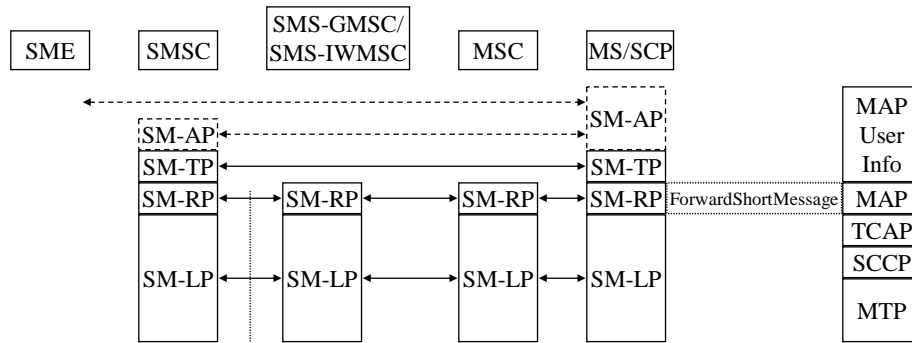 SME
SMSC
SMS-GMSC/
SMS-IWMSC
MSC
MS/SCP
SM-AP
SM-AP
MAP
User
Info
SM-TP
SM-TP
SM-RP
SM-RP
SM-RP
SM-RP
ForwardShortMessage
MAP
TCAP
SCCP
SM-LP
SM-LP
SM-LP
SM-LP
MTP